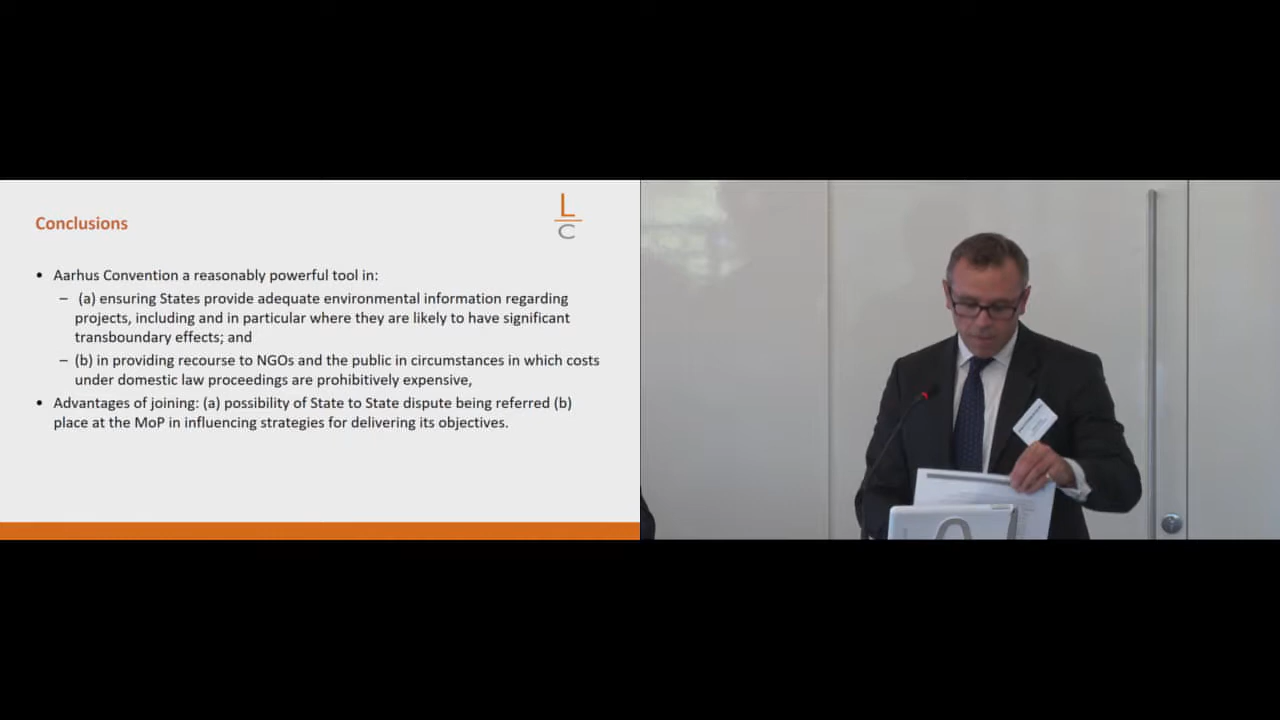 L
C
Conclusions
• Aarhus Convention a reasonably powerful tool in:
– (a) ensuring States provide adequate environmental information regarding
projects, including and in particular where they are likely to have significant
transboundary effects; and
– (b) in providing recourse to NGOs and the public in circumstances in which costs
under domestic law proceedings are prohibitively expensive,
• Advantages of joining: (a) possibility of State to State dispute being referred (b)
place at the MoP in influencing strategies for delivering its objectives.